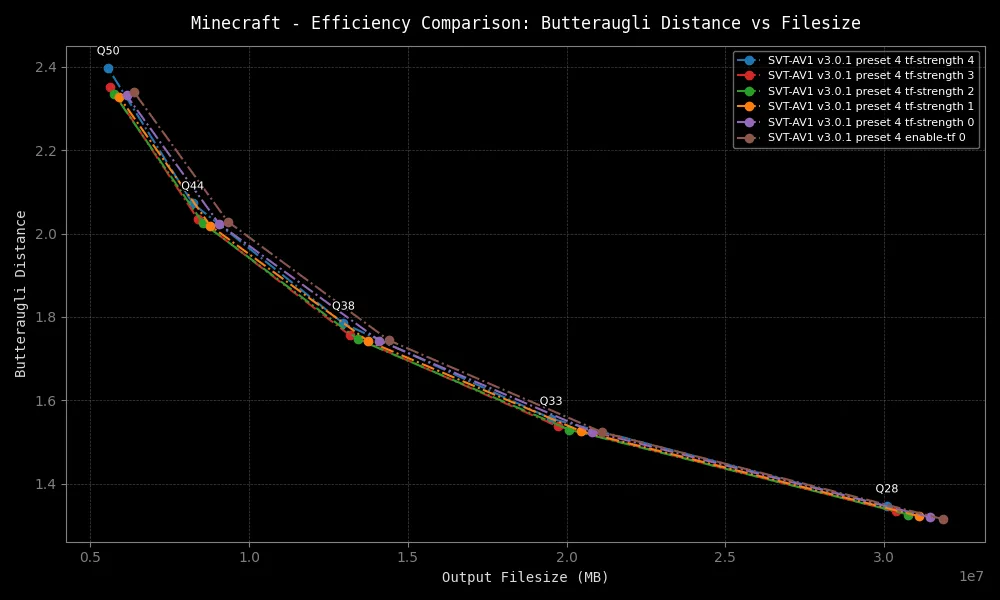 Minecraft - Efficiency Comparison: Butteraugli Distance vs Filesize
Q50
Q44
Q38
Q33
Q28
SVT-AV1 v3.0.1 preset 4 tf-strength 4
SVT-AV1 v3.0.1 preset 4 tf-strength 3
SVT-AV1 v3.0.1 preset 4 tf-strength 2
SVT-AV1 v3.0.1 preset 4 tf-strength 1
SVT-AV1 v3.0.1 preset 4 tf-strength 0
SVT-AV1 v3.0.1 preset 4 enable-tf 0
Butteraugli Distance
2.4
2.2
2.0
1.8
1.6
1.4
0.5 1.0 1.5 2.0 2.5 3.0
1e7
Output Filesize (MB)